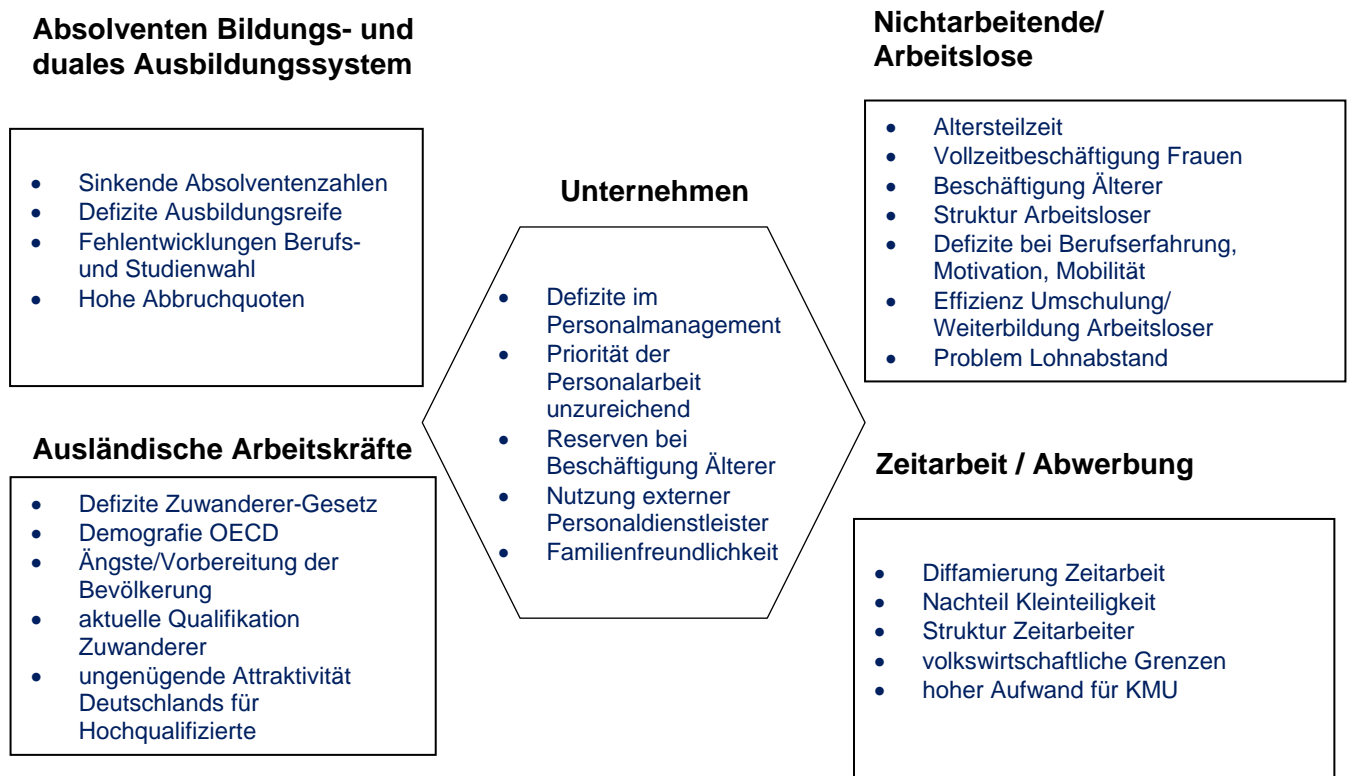 Absolventen Bildungs- und
duales Ausbildungssystem
• Sinkende Absolventenzahlen
• Defizite Ausbildungsreife
• Fehlentwicklungen Berufs-
und Studienwahl
• Hohe Abbruchquoten
Ausländische Arbeitskräfte
• Defizite Zuwanderer-Gesetz
• Demografie OECD
• Ängste/Vorbereitung der
Bevölkerung
• aktuelle Qualifikation
Zuwanderer
• ungenügende Attraktivität
Deutschlands für
Hochqualifizierte
Unternehmen
• Defizite im
Personalmanagement
• Priorität der
Personalarbeit
unzureichend
• Reserven bei
Beschäftigung Älterer
• Nutzung externer
Personaldienstleister
• Familienfreundlichkeit
Nichtarbeitende/
Arbeitslose
• Altersteilzeit
• Vollzeitbeschäftigung Frauen
• Beschäftigung Älterer
• Struktur Arbeitsloser
• Defizite bei Berufserfahrung,
Motivation, Mobilität
• Effizienz Umschulung/
Weiterbildung Arbeitsloser
• Problem Lohnabstand
Zeitarbeit / Abwerbung
• Diffamierung Zeitarbeit
• Nachteil Kleinteiligkeit
• Struktur Zeitarbeiter
• volkswirtschaftliche Grenzen
• hoher Aufwand für KMU